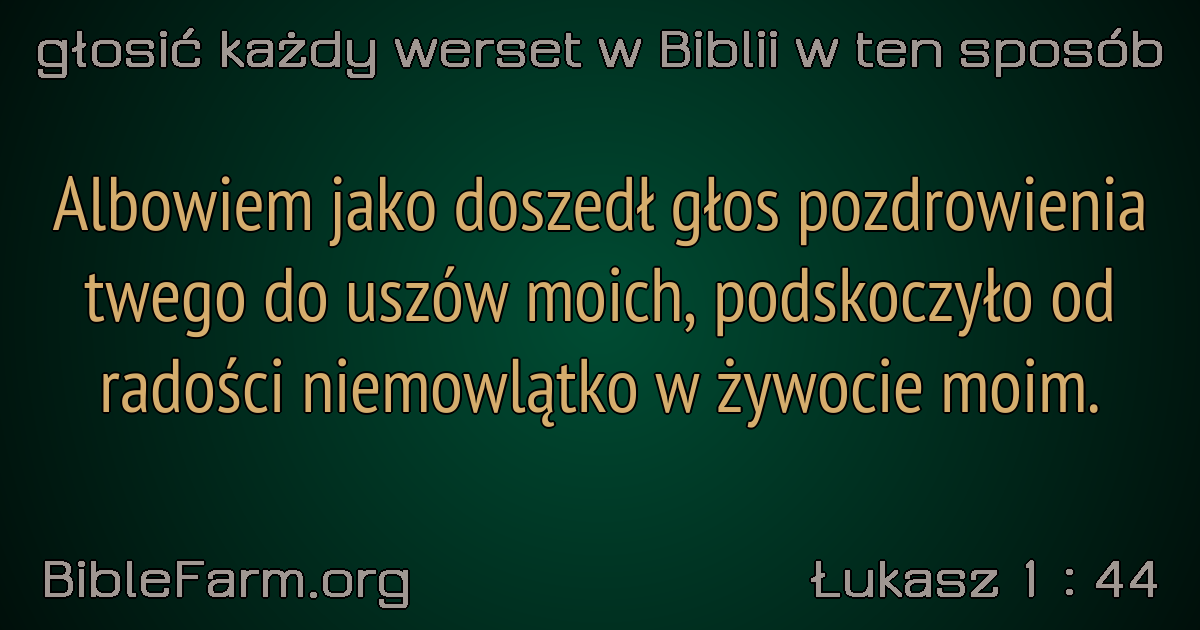 głosić każdy werset w Biblii w ten sposób
Albowiem jako doszedł głos pozdrowienia
twego do uszów moich, podskoczyło od
radości niemowlątko w żywocie moim.
BibleFarm.org
Łukasz 1 : 44